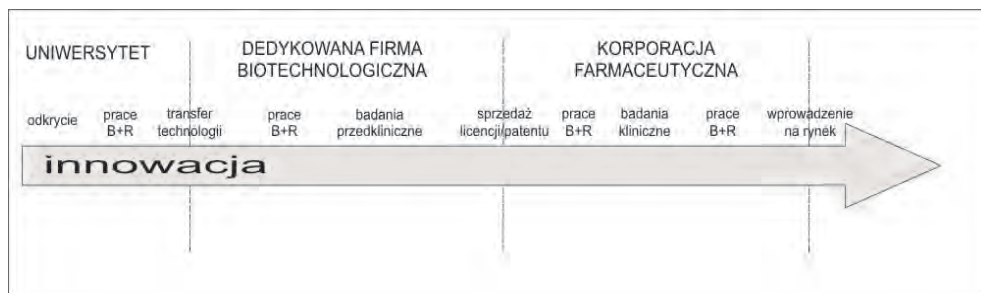 UNIWERSYTET
DEDYKOWANA FIRMA
BIOTECHNOLOGICZNA
KORPORACJA
FARMACEUTYCZNA
odkrycie
prace
B+R
transfer
technologii
prace
B+R
badania
przedkliniczne
sprzedaż
licencji/patentu
prace
B+R
badania
kliniczne
prace
B+R
wprowadzenie
na rynek
innowacja